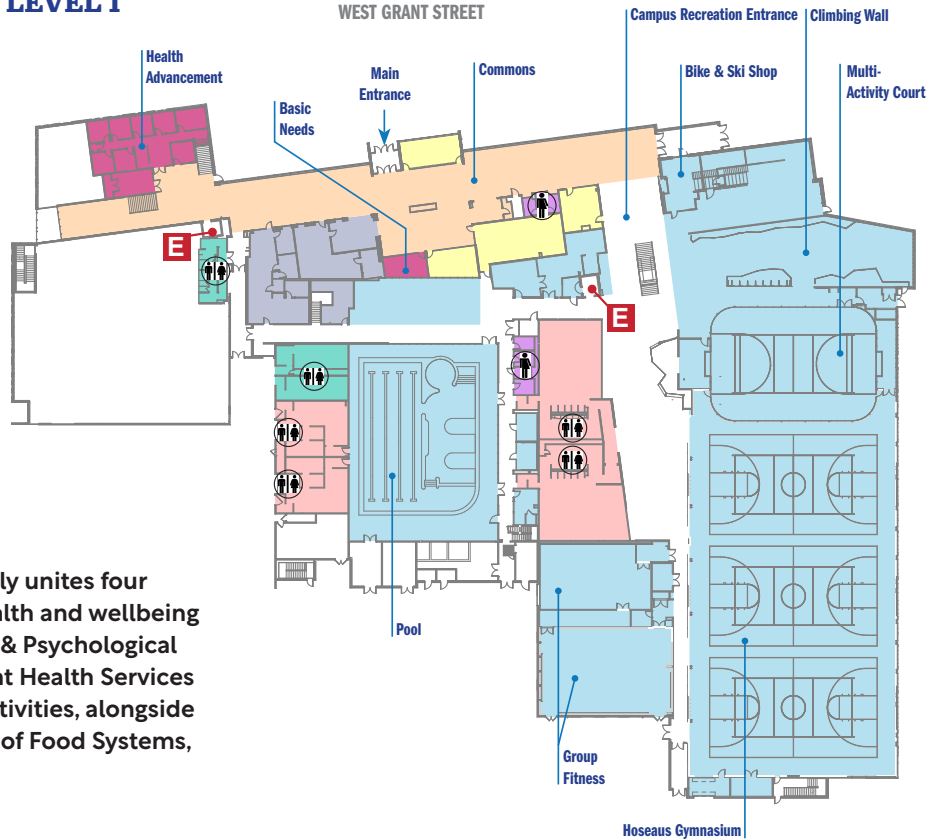 LEVEL 1
WEST GRANT STREET
Campus Recreation Entrance
Climbing Wall
Health
Advancement
Main
Entrance
Commons
Bike & Ski Shop
Multi-
Activity Court
Basic
Needs
E
E
Pool
ly unites four
alth and wellbeing
& Psychological
nt Health Services
tivities, alongside
of Food Systems,
Group
Fitness
Hoseaus Gymnasium